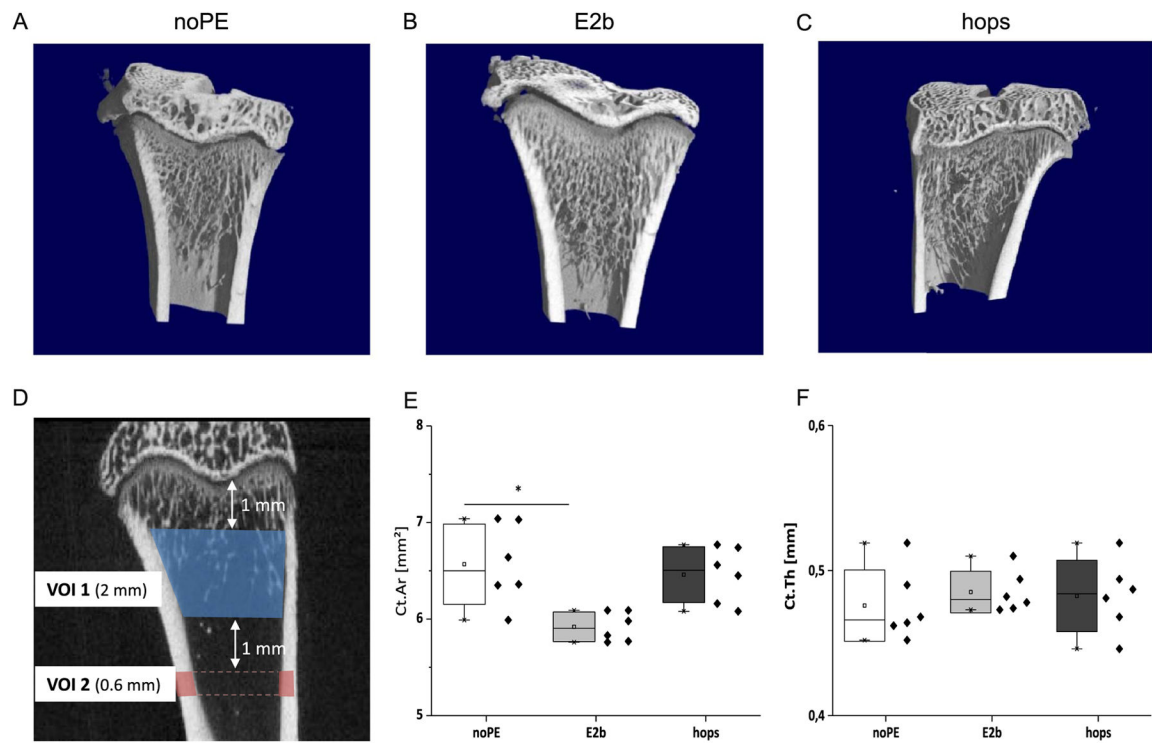 A
noPE
B
E2b
C
hops
D
1 mm
VOI 1 (2 mm)
1 mm
VOI 2 (0.6 mm)
E
8
7
6
5
Ct.Ar [mm²]
*
noPE
E2b
hops
F
0,6
0,5
0,4
Ct.Th [mm]
noPE
E2b
hops